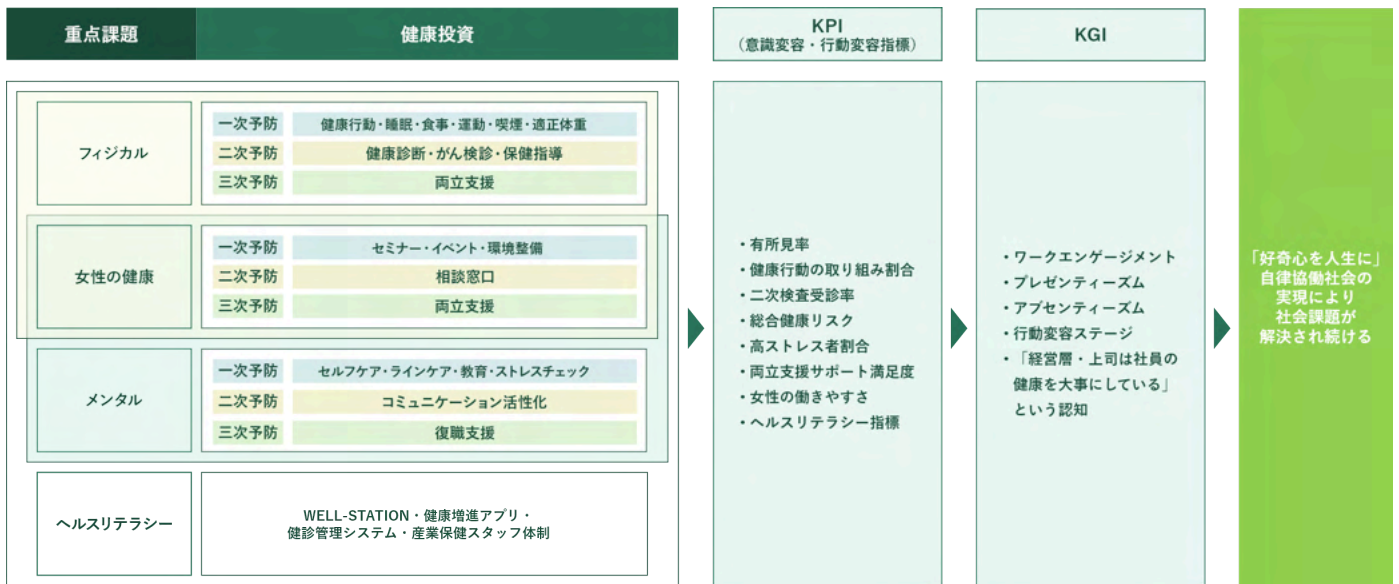 重点課題
健康投資
KPI
（意識変容・行動変容指標）
KGI
フィジカル
一次予防
健康行動・睡眠・食事・運動・喫煙・適正体重
二次予防
健康診断・がん検診・保健指導
三次予防
両立支援
女性の健康
一次予防
セミナー・イベント・環境整備
二次予防
相談窓口
三次予防
両立支援
メンタル
一次予防
セルフケア・ラインケア・教育・ストレスチェック
二次予防
コミュニケーション活性化
三次予防
復職支援
ヘルスリテラシー
WELL-STATION・健康増進アプリ・
健診管理システム・産業保健スタッフ体制
・有所見率
・健康行動の取り組み割合
・二次検査受診率
・総合健康リスク
・高ストレス者割合
・両立支援サポート満足度
・女性の働きやすさ
・ヘルスリテラシー指標
・ワークエンゲージメント
・プレゼンティーズム
・アブセンティーズム
・行動変容ステージ
・「経営層・上司は社員の
健康を大事にしている」
という認知
「好奇心を人生に」
自律協働社会の
実現により
社会課題が
解決され続ける